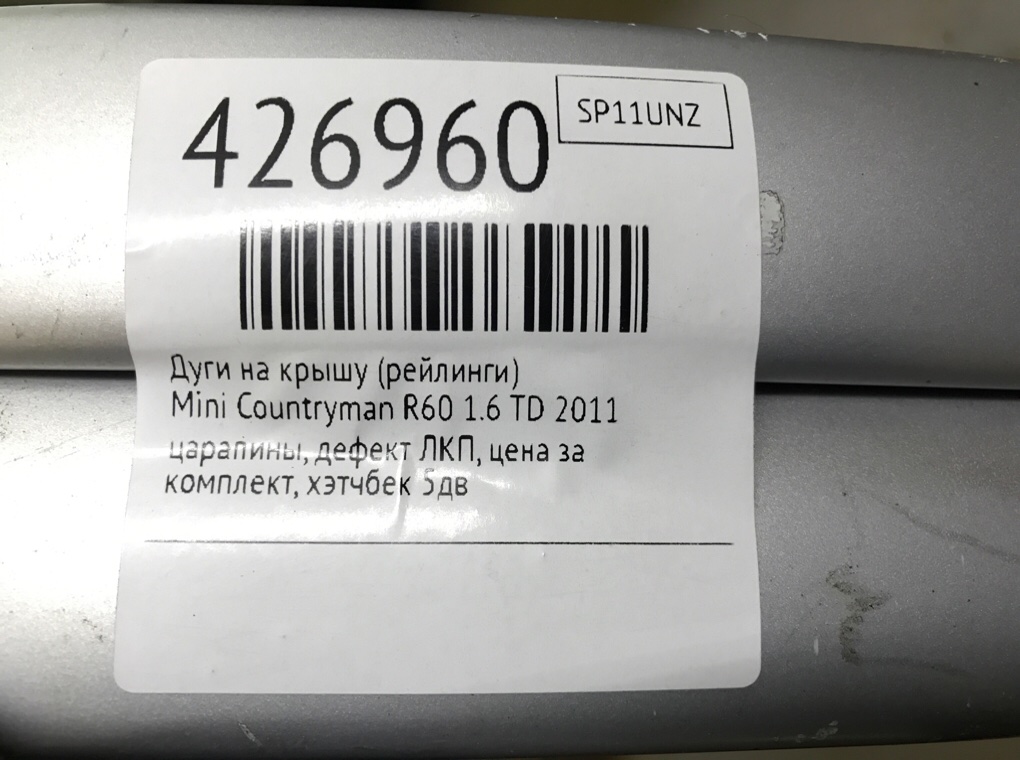 426960
SP11UNZ
Дуги на крышу (рейлинги)
Mini Countryman R60 1.6 TD 2011
царапины, дефект ЛКП, цена за
комплект, хэтчбек 5дв